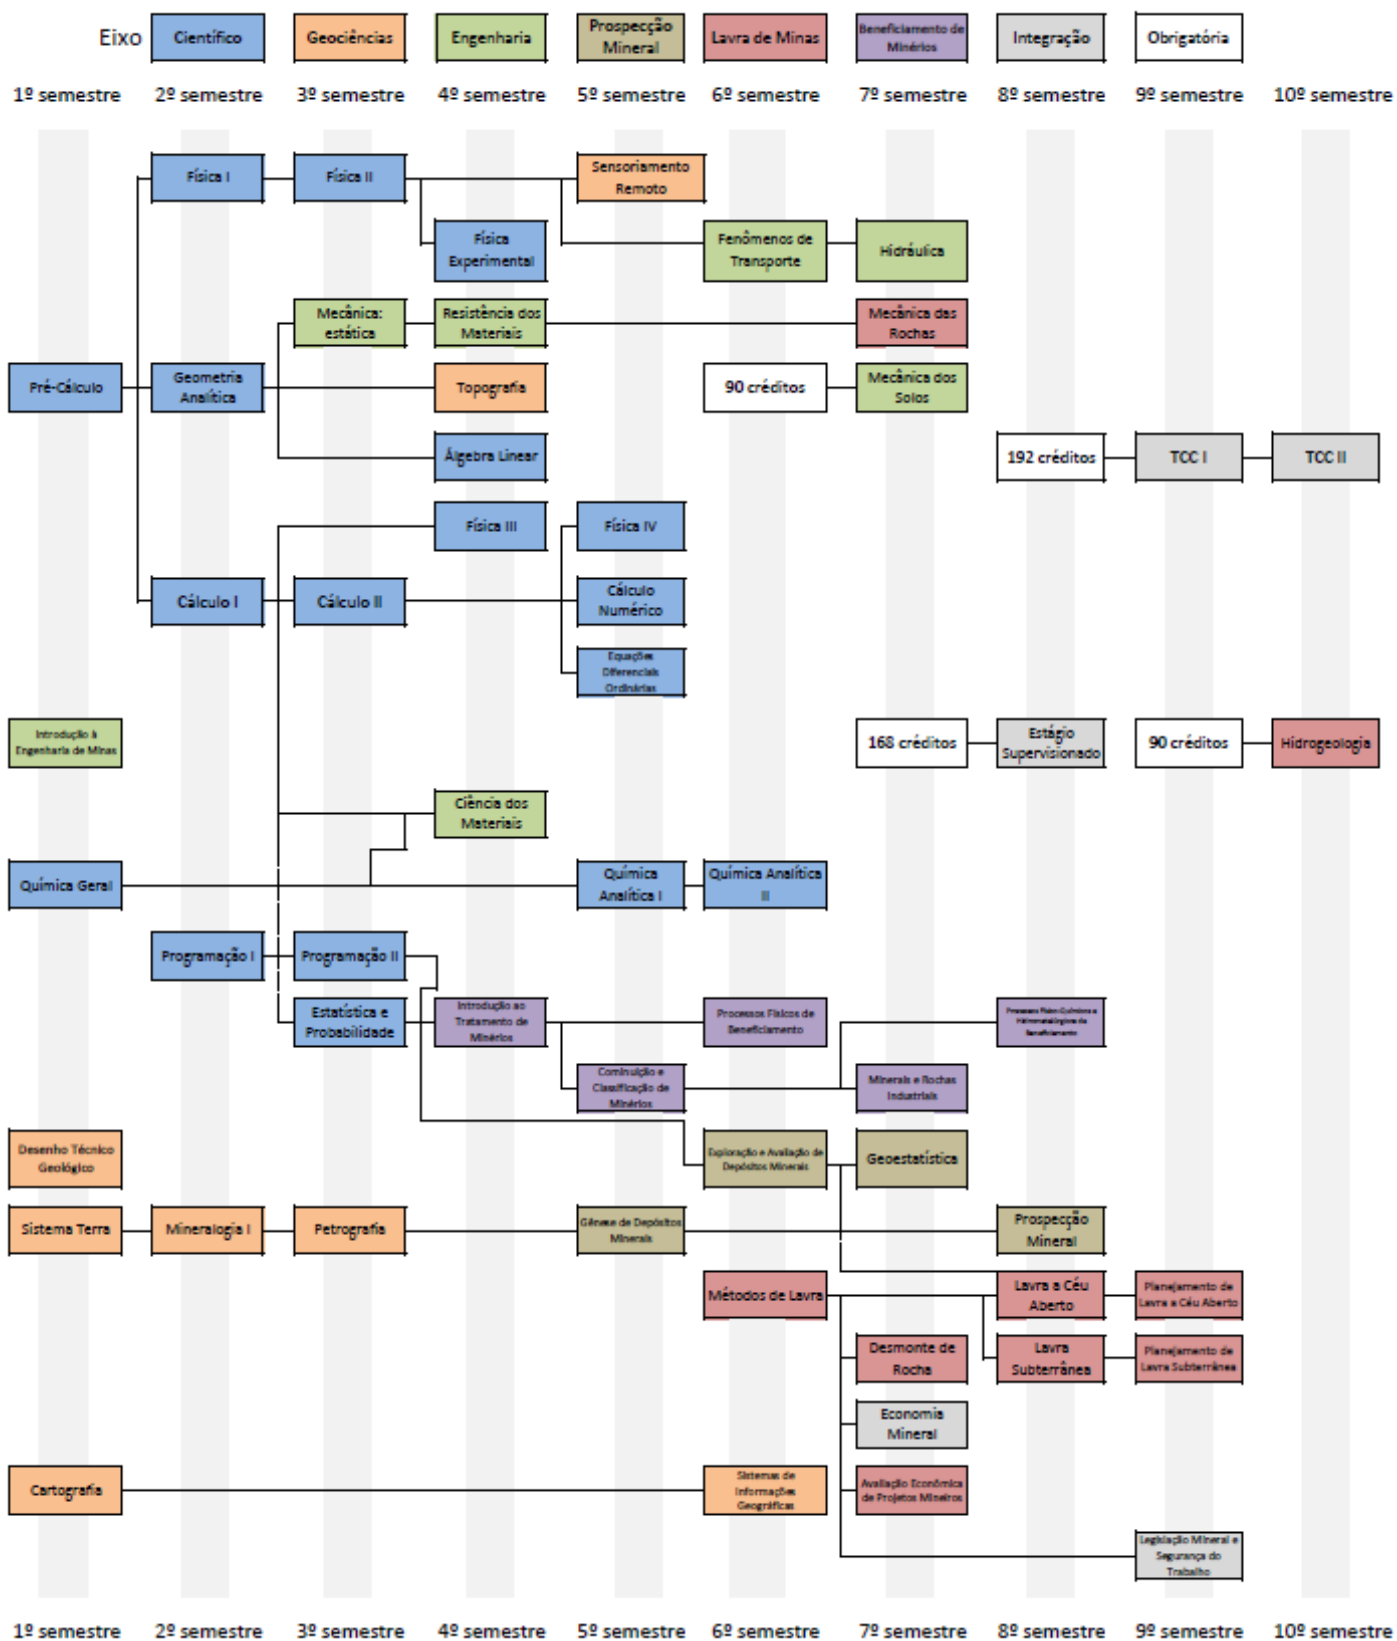 Eixo
Científico
Geociências
Engenharia
Prospecção
Mineral
Lavra de Minas
Beneficiamento de
Minérios
Integração
Obrigatória
1º semestre
2º semestre
3º semestre
4º semestre
5º semestre
6º semestre
7º semestre
8º semestre
9º semestre
10º semestre
Física I
Física II
Sensoriamento
Remoto
Física
Experimental
Fenômenos de
Transporte
Hidráulica
Mecânica:
estática
Resistência dos
Materiais
Mecânica das
Rochas
Pré-Cálculo
Geometria
Analítica
Topografia
90 créditos
Mecânica dos
Solos
Álgebra Linear
192 créditos
TCC I
TCC II
Física III
Física IV
Cálculo I
Cálculo II
Cálculo
Numérico
Equações
Diferenciais
Ordinárias
Introdução à
Engenharia de Minas
168 créditos
Estágio
Supervisionado
90 créditos
Hidrogeologia
Ciência dos
Materiais
Química Geral
Química
Analítica I
Química Analítica
II
Programação I
Programação II
Estatística e
Probabilidade
Introdução ao
Tratamento de
Minérios
Processos Físicos de
Beneficiamento
Processos Físico-Químicos e
Hidrometalúrgicos de
Beneficiamento
Cominuição e
Classificação de
Minérios
Minerais e Rochas
Industriais
Desenho Técnico
Geológico
Exploração e Avaliação de
Depósitos Minerais
Geoestatística
Sistema Terra
Mineralogia I
Petrografia
Gênese de Depósitos
Minerais
Prospecção
Mineral
Métodos de Lavra
Lavra a Céu
Aberto
Planejamento de
Lavra a Céu Aberto
Desmonte de
Rocha
Lavra
Subterrânea
Planejamento de
Lavra Subterrânea
Economia
Mineral
Cartografia
Sistemas de
Informações
Geográficas
Avaliação Econômica
de Projetos Mineiros
Legislação Mineral e
Segurança do
Trabalho
1º semestre
2º semestre
3º semestre
4º semestre
5º semestre
6º semestre
7º semestre
8º semestre
9º semestre
10º semestre